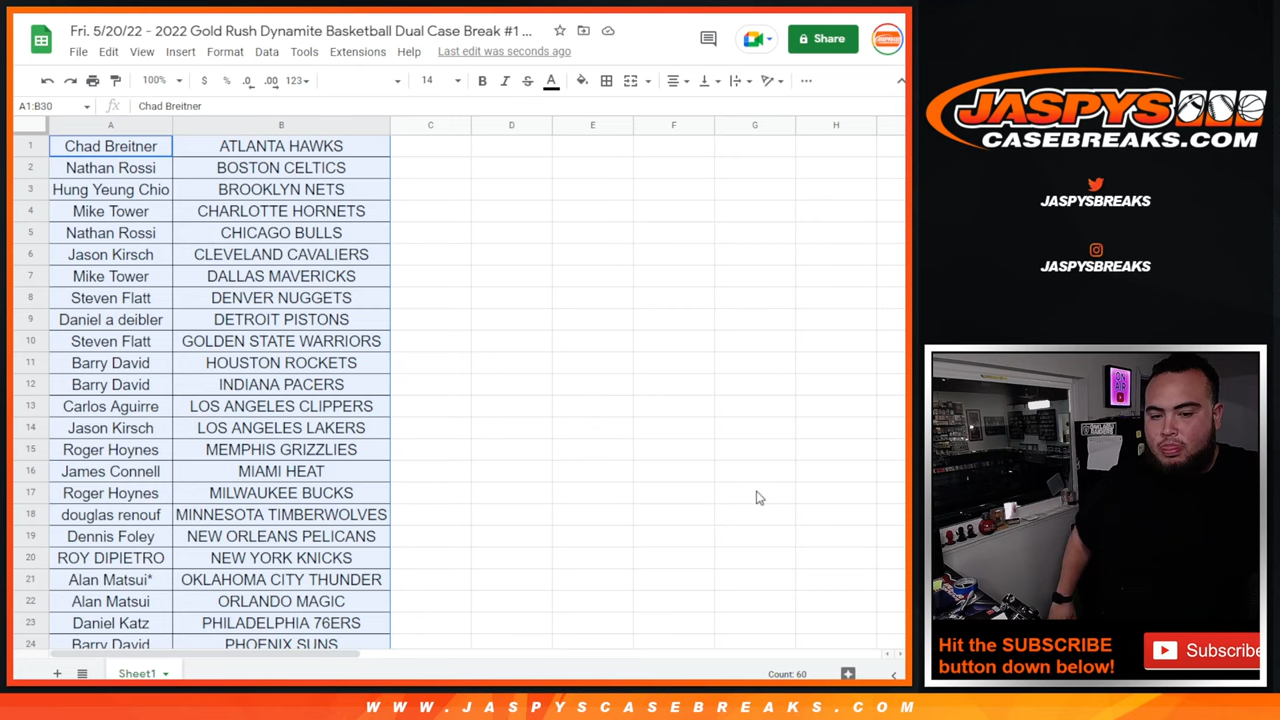 Fri. 5/20/22 - 2022 Gold Rush Dynamite Basketball Dual Case Break #1 ...
Share
File Edit View Insert Format Data Tools Extensions Help Last edit was seconds ago
100% $ % .0 .00 123 14 B I S A
A1:B30 fx Chad Breitner
A B C D E F G H
1 Chad Breitner ATLANTA HAWKS
2 Nathan Rossi BOSTON CELTICS
3 Hung Yeung Chio BROOKLYN NETS
4 Mike Tower CHARLOTTE HORNETS
5 Nathan Rossi CHICAGO BULLS
6 Jason Kirsch CLEVELAND CAVALIERS
7 Mike Tower DALLAS MAVERICKS
8 Steven Flatt DENVER NUGGETS
9 Daniel a deibler DETROIT PISTONS
10 Steven Flatt GOLDEN STATE WARRIORS
11 Barry David HOUSTON ROCKETS
12 Barry David INDIANA PACERS
13 Carlos Aguirre LOS ANGELES CLIPPERS
14 Jason Kirsch LOS ANGELES LAKERS
15 Roger Hoynes MEMPHIS GRIZZLIES
16 James Connell MIAMI HEAT
17 Roger Hoynes MILWAUKEE BUCKS
18 douglas renouf MINNESOTA TIMBERWOLVES
19 Dennis Foley NEW ORLEANS PELICANS
20 ROY DIPIETRO NEW YORK KNICKS
21 Alan Matsui* OKLAHOMA CITY THUNDER
22 Alan Matsui ORLANDO MAGIC
23 Daniel Katz PHILADELPHIA 76ERS
24 Barry David PHOENIX SUNS
Sheet1
Count: 60
JASPYS
CASEBREAKS.COM
JASPYSBREAKS
JASPYSBREAKS
ON AIR
Hit the SUBSCRIBE
button down below!
Subscribe
WWW.JASPYSCASEBREAKS.COM